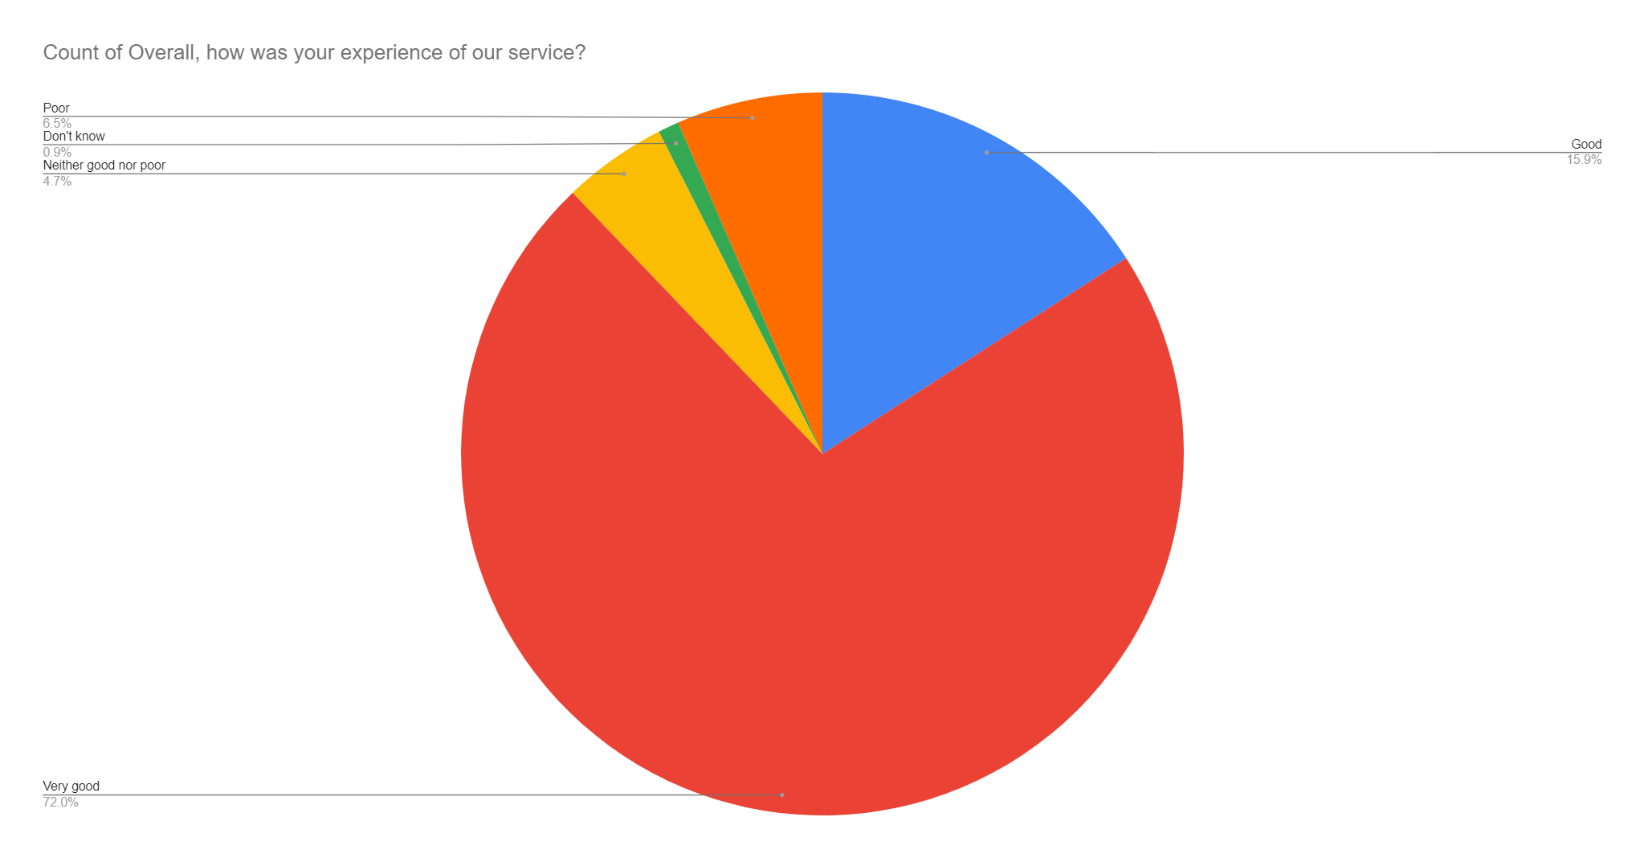 Count of Overall, how was your experience of our service?
Poor
6.5%
Don't know
0.9%
Neither good nor poor
4.7%
Good
15.9%
Very good
72.0%